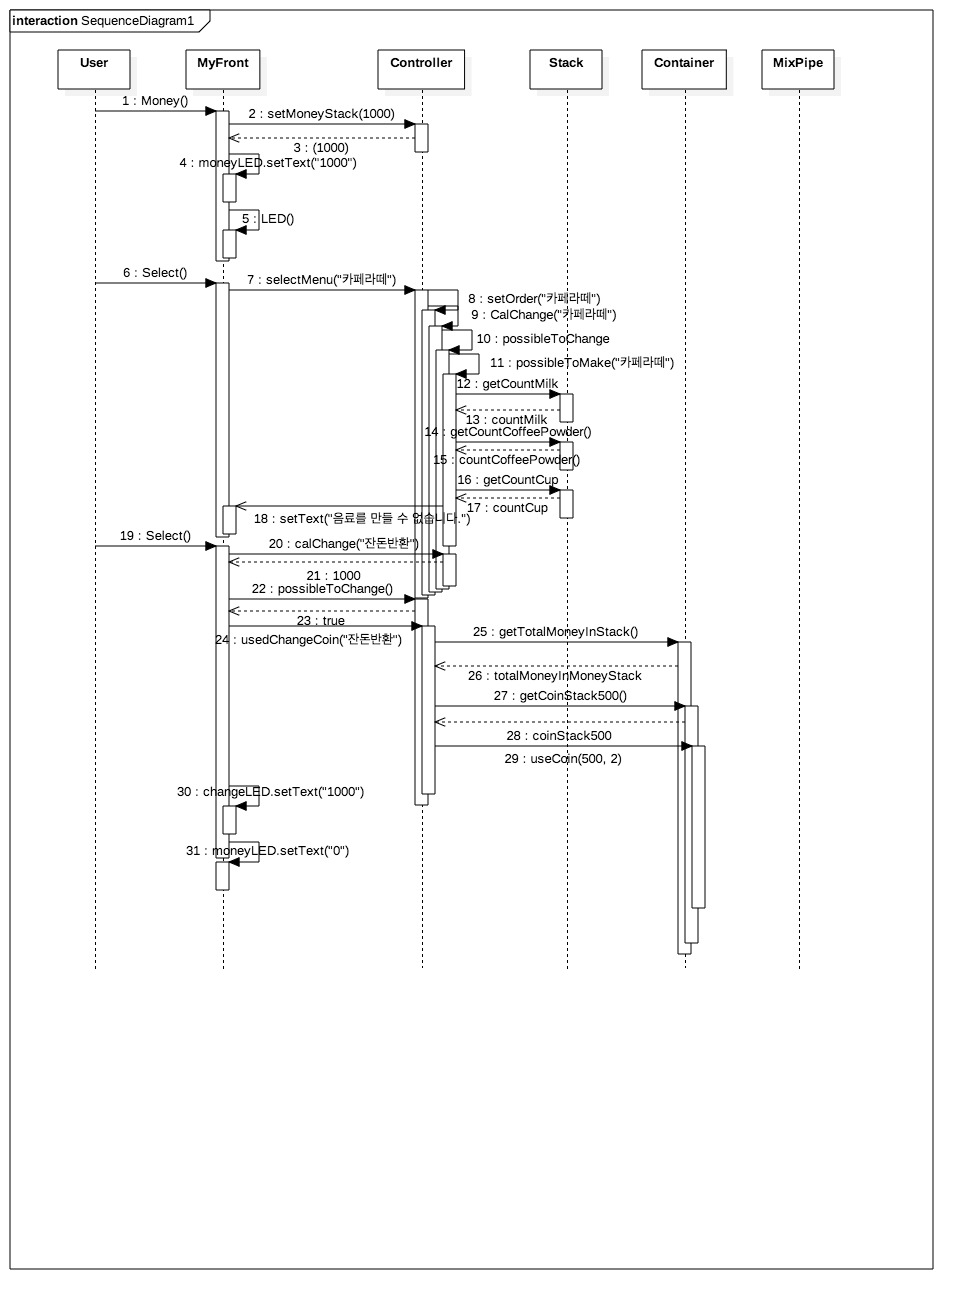 interaction SequenceDiagram1
User
MyFront
Controller
Stack
Container
MixPipe
1 : Money()
2 : setMoneyStack(1000)
3 : (1000)
4 : moneyLED.setText("1000")
5 : LED()
6 : Select()
7 : selectMenu("카페라떼")
8 : setOrder("카페라떼")
9 : CalChange("카페라떼")
10 : possibleToChange
11 : possibleToMake("카페라떼")
12 : getCountMilk
13 : countMilk
14 : getCountCoffeePowder()
15 : countCoffeePowder()
16 : getCountCup
17 : countCup
18 : setText("음료를 만들 수 없습니다.")
19 : Select()
20 : calChange("잔돈반환")
21 : 1000
22 : possibleToChange()
23 : true
24 : usedChangeCoin("잔돈반환")
25 : getTotalMoneyInStack()
26 : totalMoneyInMoneyStack
27 : getCoinStack500()
28 : coinStack500
29 : useCoin(500, 2)
30 : changeLED.setText("1000")
31 : moneyLED.setText("0")